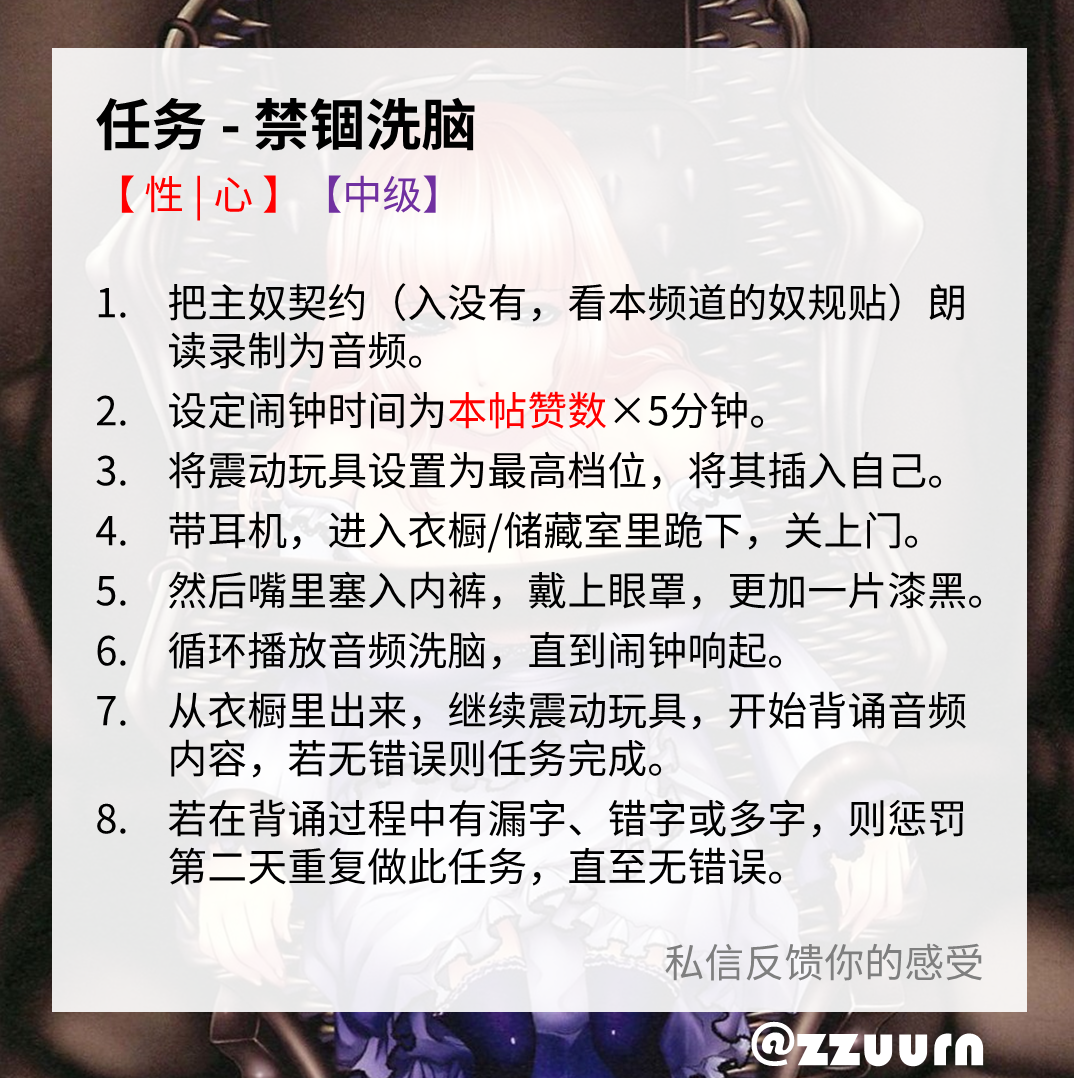 任务 - 禁锢洗脑
【性|心】【中级】
1. 把主奴契约（入没有，看本频道的奴规贴）朗
读录制为音频。
2. 设定闹钟时间为本帖赞数×5分钟。
3. 将震动玩具设置为最高档位，将其插入自己。
4. 带耳机，进入衣橱/储藏室里跪下，关上门。
5. 然后嘴里塞入内裤，戴上眼罩，更加一片漆黑。
6. 循环播放音频洗脑，直到闹钟响起。
7. 从衣橱里出来，继续震动玩具，开始背诵音频
内容，若无错误则任务完成。
8. 若在背诵过程中有漏字、错字或多字，则惩罚
第二天重复做此任务，直至无错误。
私信反馈你的感受
@zzuurn